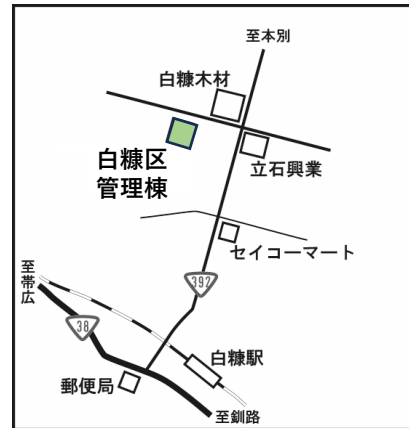 至本別
白糠木材
白糠区
管理棟
立石興業
セイコーマート
至帯広
392
38
白糠駅
郵便局
至釧路